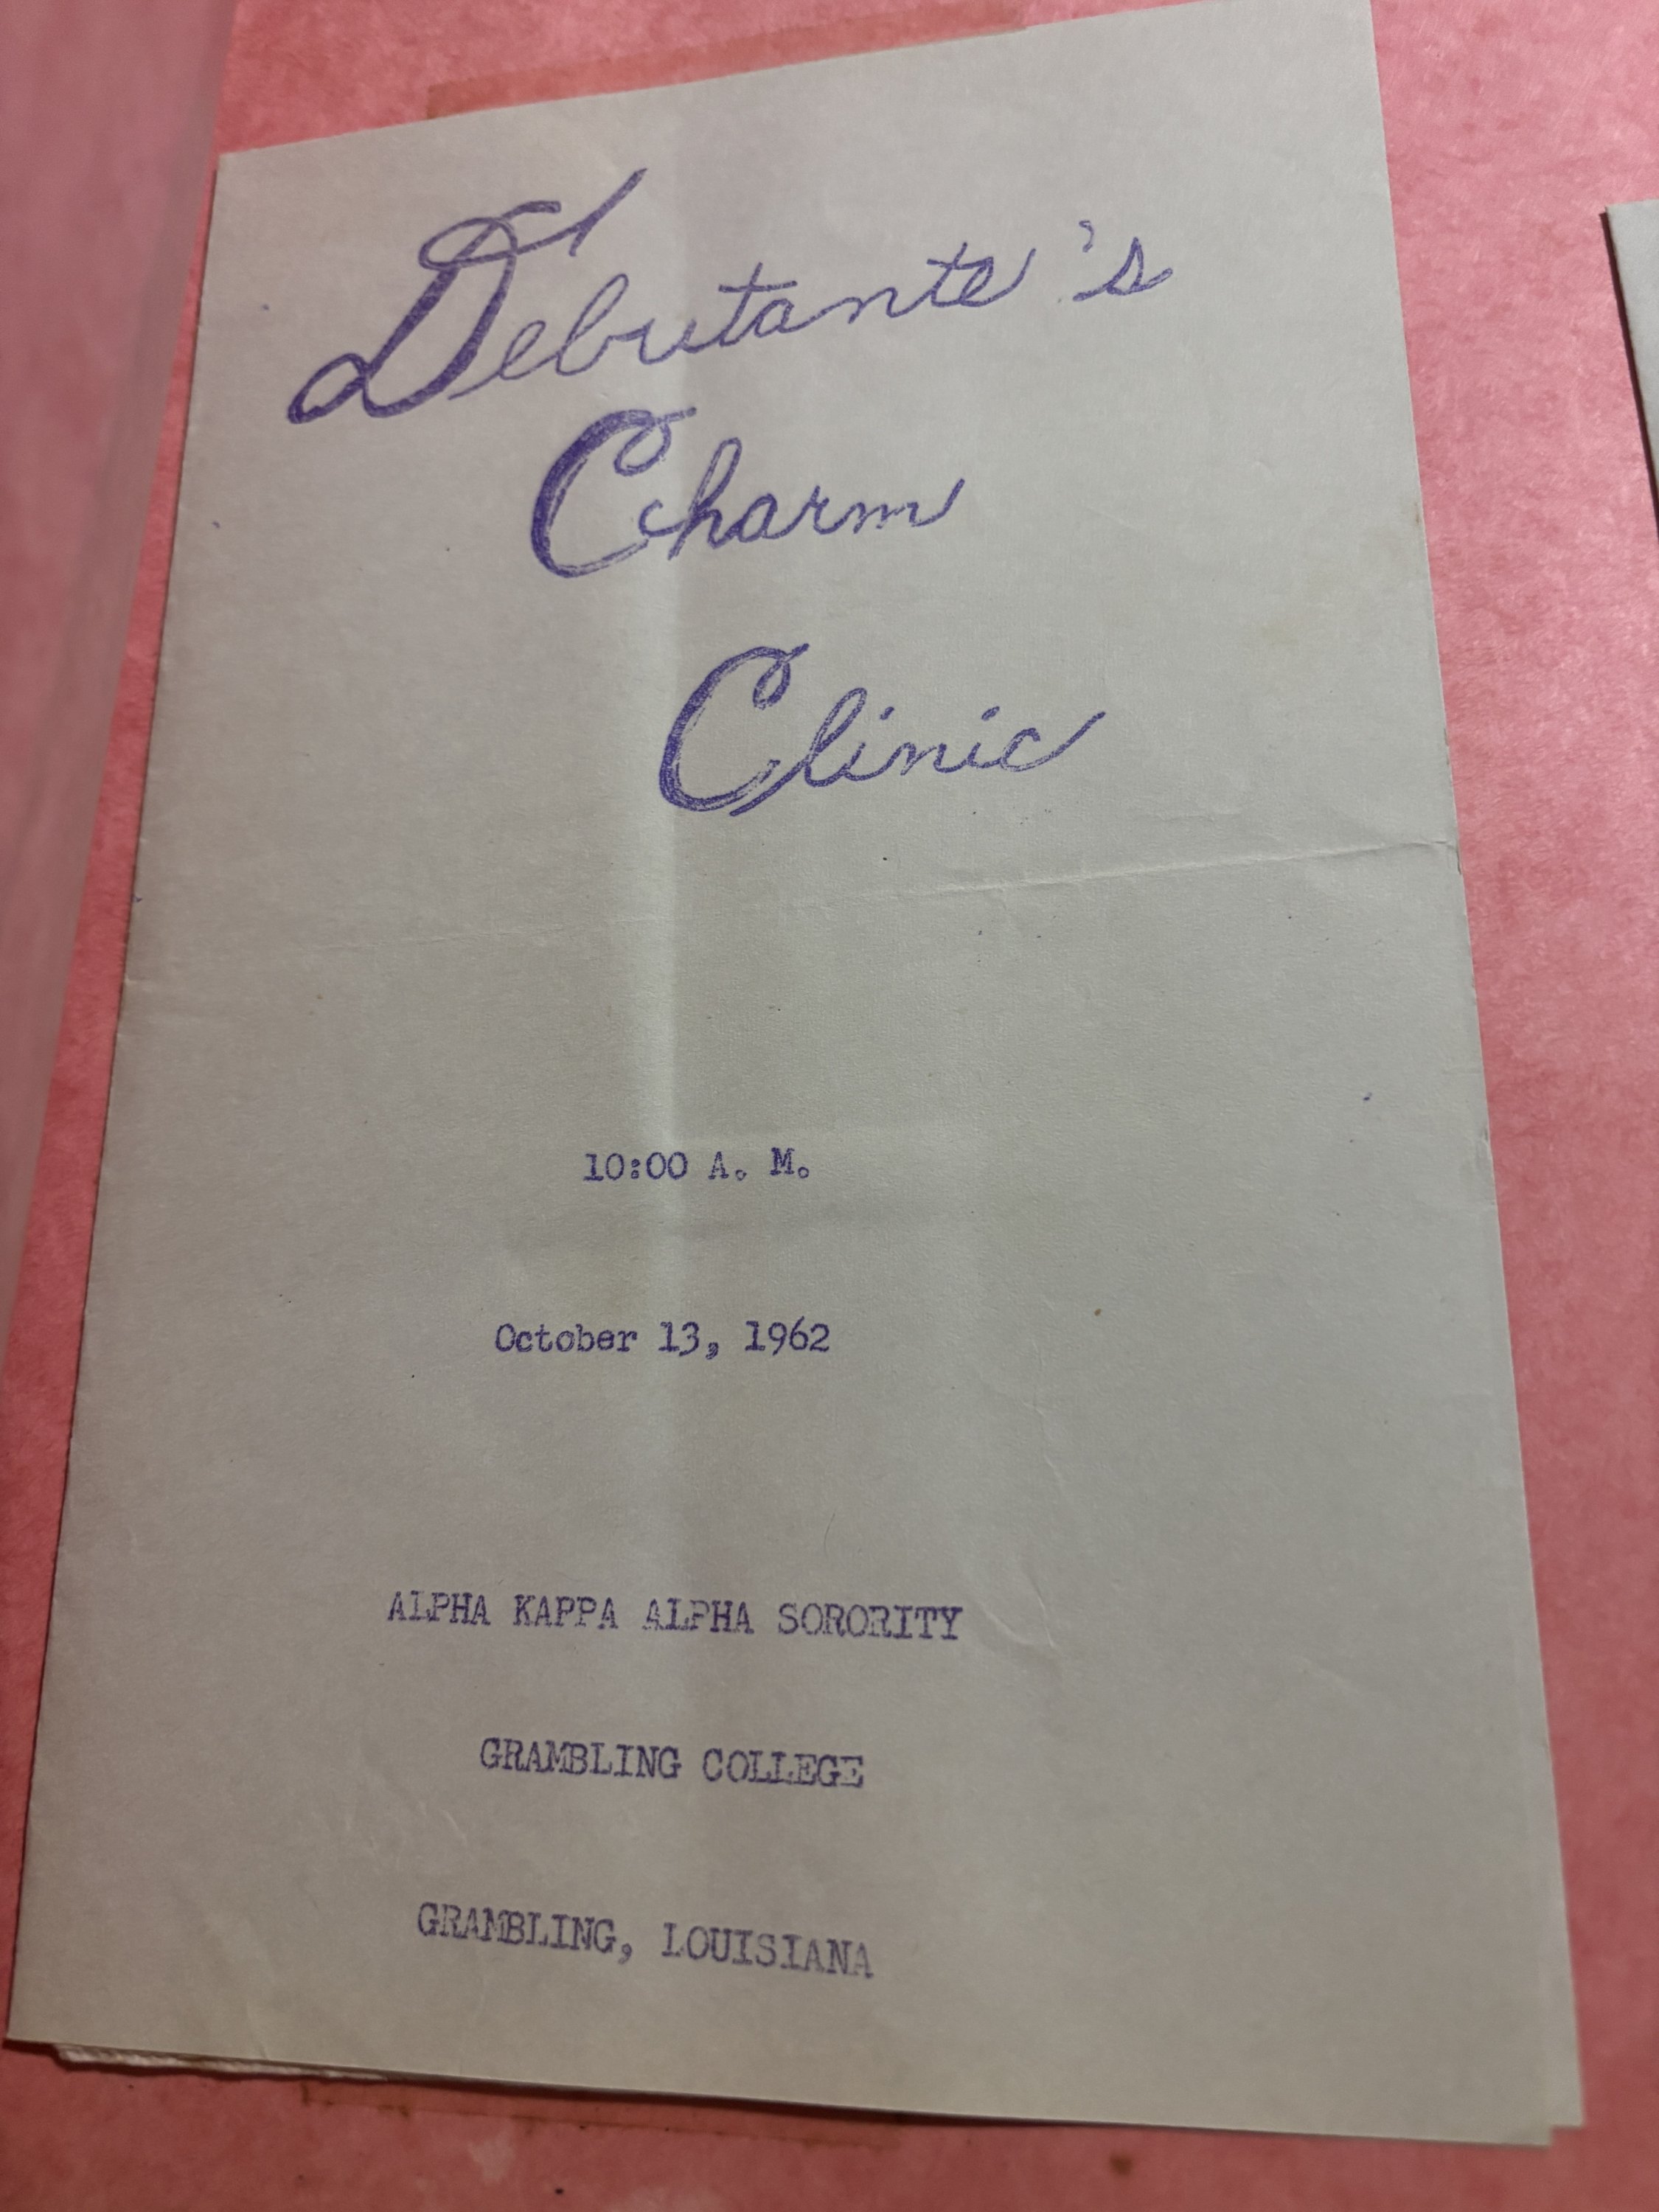 Debutante's
Charm
Clinic
10:00 A. M.
October 13, 1962
ALPHA KAPPA ALPHA SORORITY
GRAMBLING COLLEGE
GRAMBLING, LOUISIANA